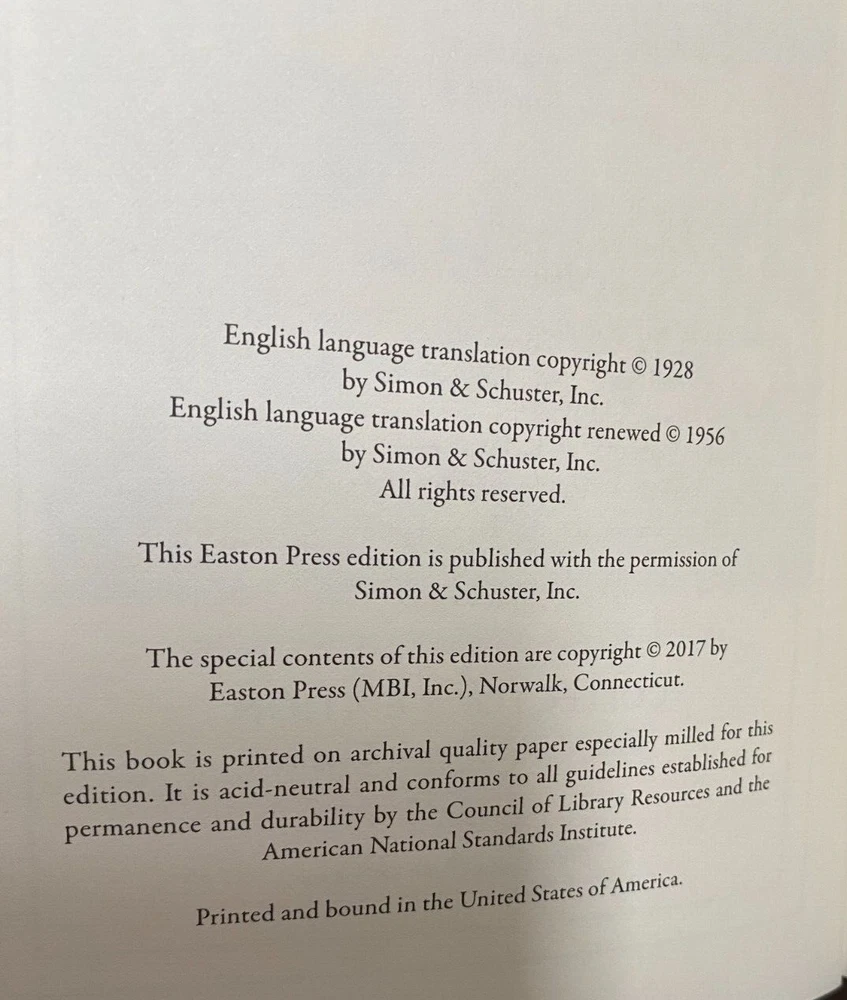 English language translation copyright © 1928
by Simon & Schuster, Inc.
English language translation copyright renewed © 1956
by Simon & Schuster, Inc.
All rights reserved.
This Easton Press edition is published with the permission of
Simon & Schuster, Inc.
The special contents of this edition are copyright © 2017 by
Easton Press (MBI, Inc.), Norwalk, Connecticut.
This book is printed on archival quality paper especially milled for this
edition. It is acid-neutral and conforms to all guidelines established for
permanence and durability by the Council of Library Resources and the
American National Standards Institute.
Printed and bound in the United States of America.